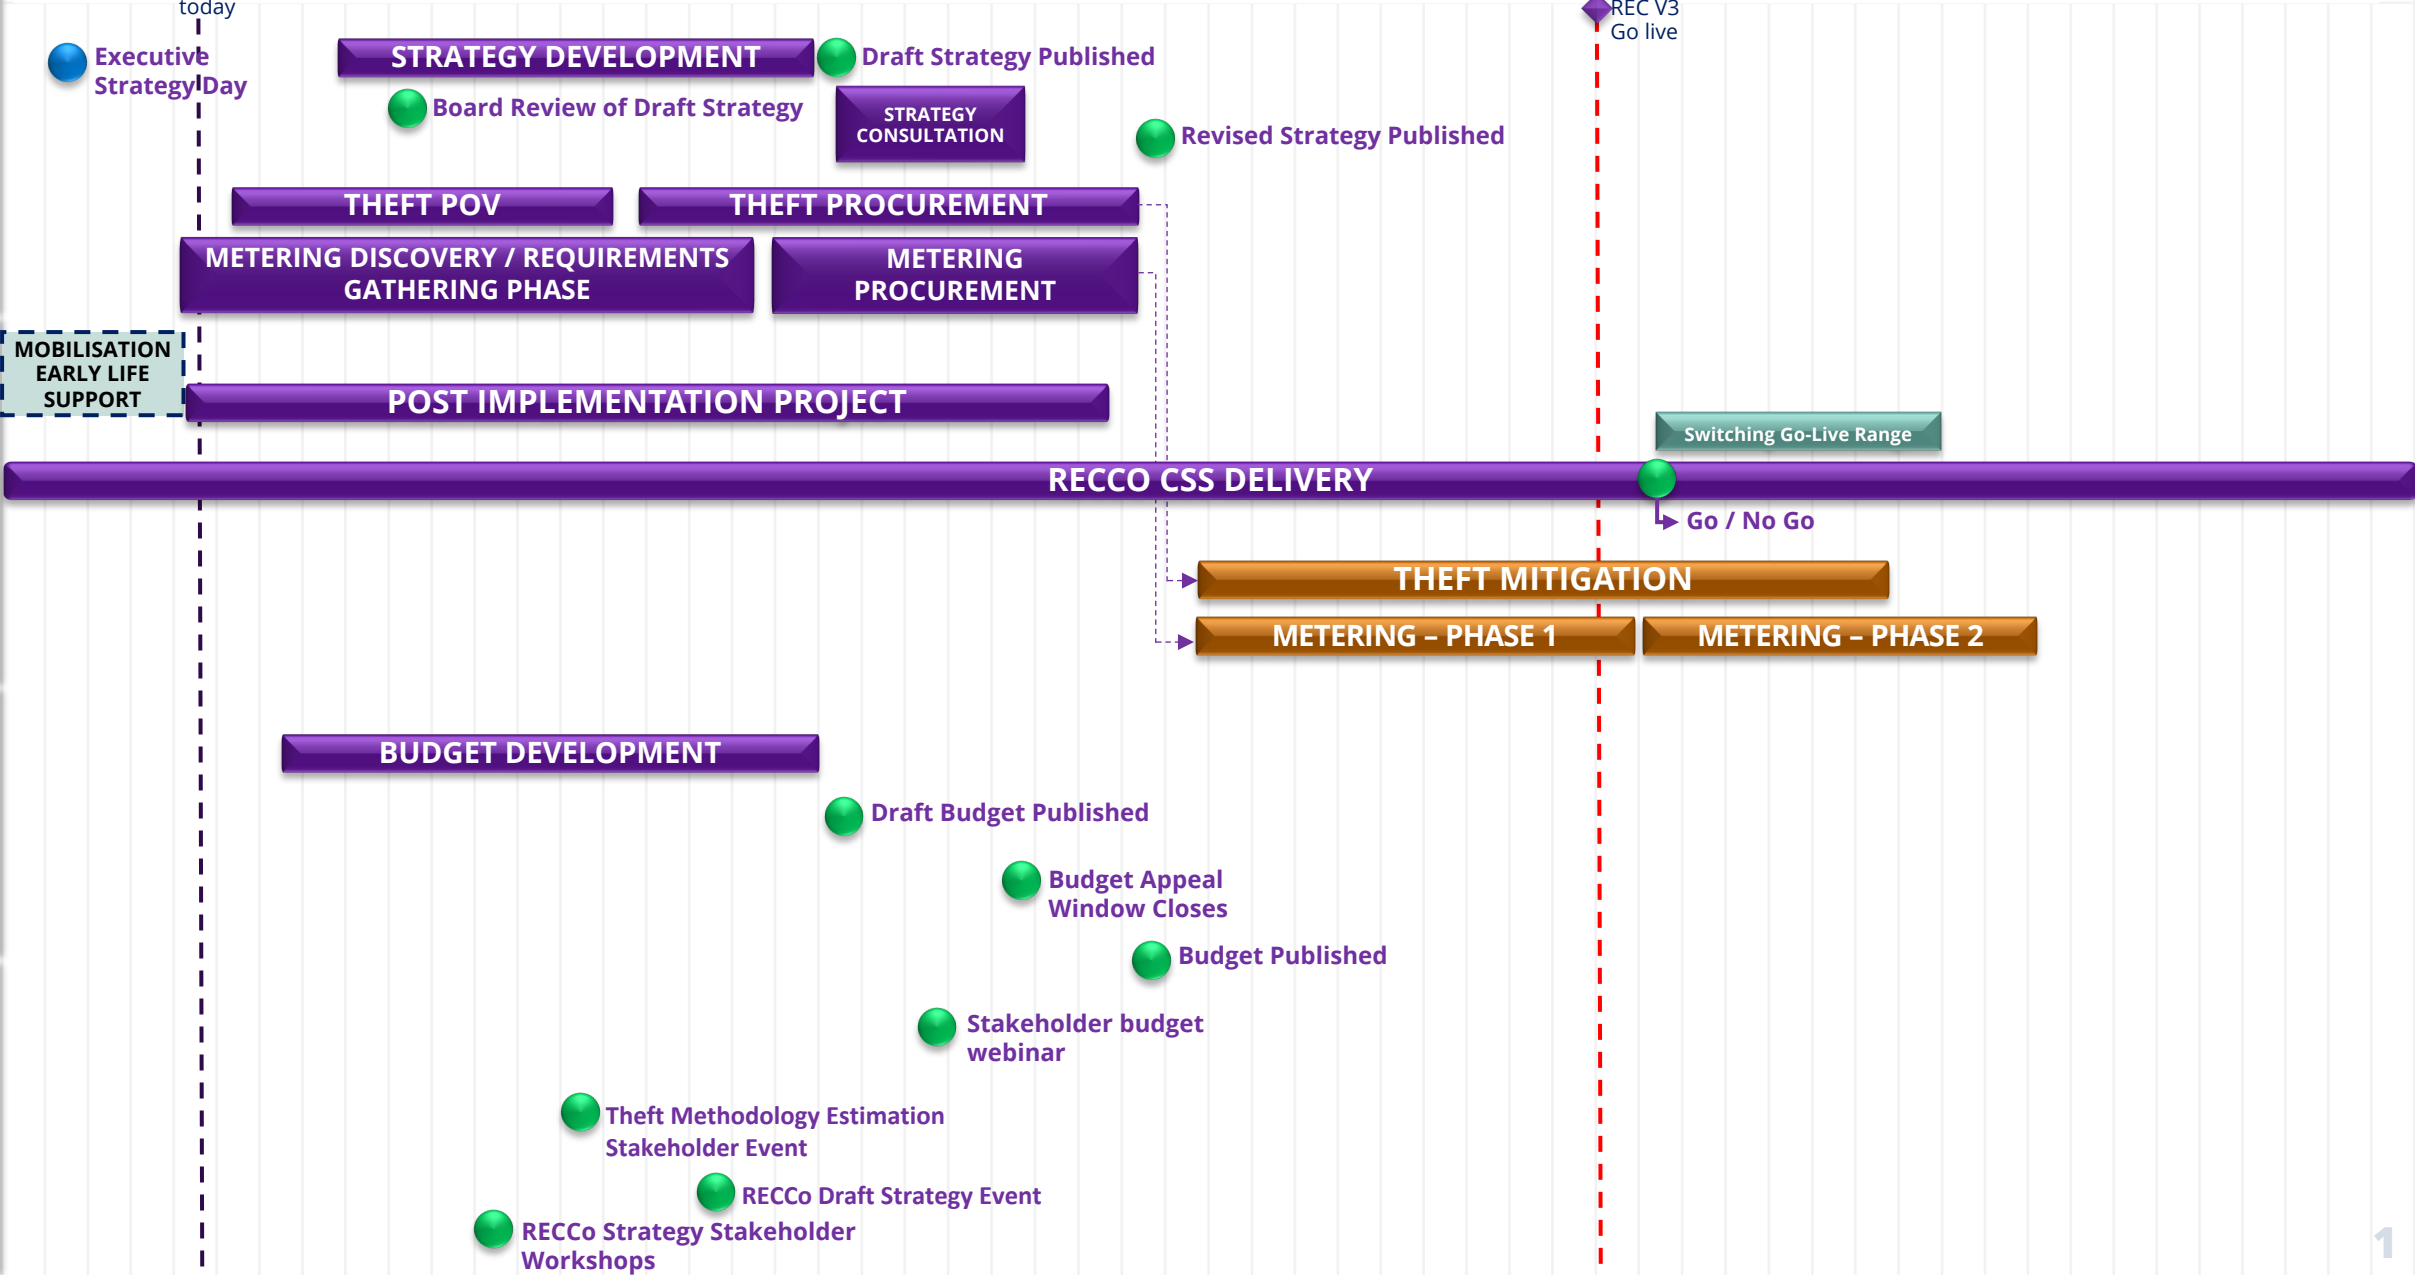 today
REC V3
Go live
Executive
Strategy Day
STRATEGY DEVELOPMENT
Draft Strategy Published
Board Review of Draft Strategy
STRATEGY
CONSULTATION
Revised Strategy Published
THEFT POV
THEFT PROCUREMENT
METERING DISCOVERY / REQUIREMENTS
GATHERING PHASE
METERING
PROCUREMENT
MOBILISATION
EARLY LIFE
SUPPORT
POST IMPLEMENTATION PROJECT
Switching Go-Live Range
RECCO CSS DELIVERY
Go / No Go
THEFT MITIGATION
METERING – PHASE 1
METERING – PHASE 2
BUDGET DEVELOPMENT
Draft Budget Published
Budget Appeal
Window Closes
Budget Published
Stakeholder budget
webinar
Theft Methodology Estimation
Stakeholder Event
RECCo Draft Strategy Event
RECCo Strategy Stakeholder
Workshops
1